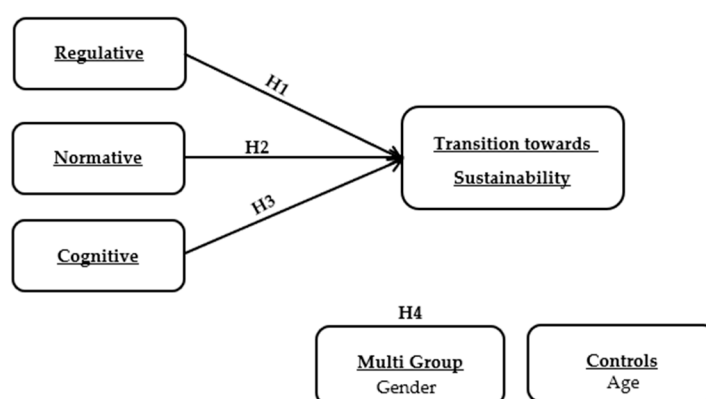 Regulative
H1
Normative
H2
Transition towards
Sustainability
H3
Cognitive
H4
Multi Group
Gender
Controls
Age